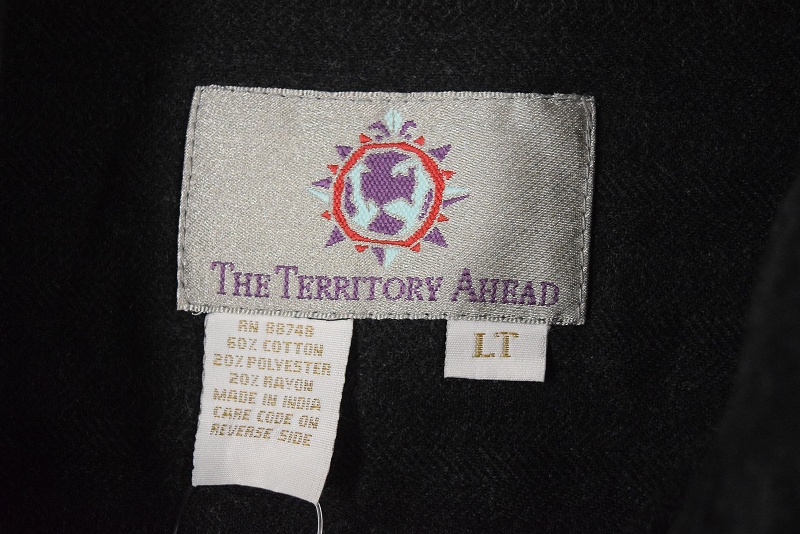 THE TERRITORY AHEAD
LT
RN 88748
60% COTTON
20% POLYESTER
20% RAYON
MADE IN INDIA
CARE CODE ON
REVERSE SIDE